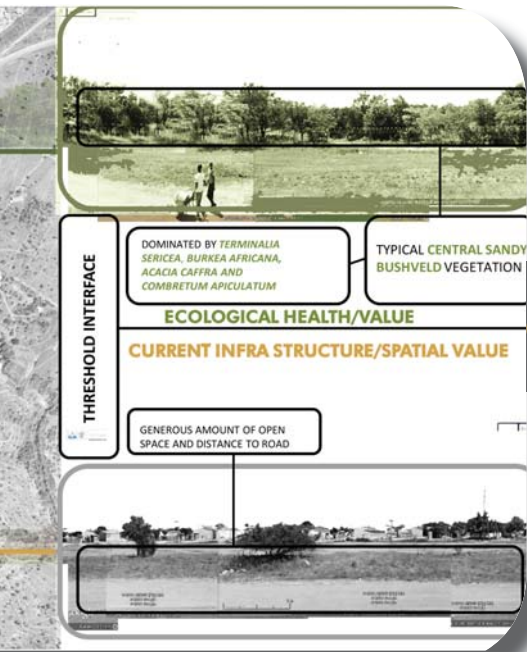 DOMINATED BY TERMINALIA
SERICEA, BURKEA AFRICANA,
ACACIA CAFFRA AND
COMBRETUM APICULATUM
TYPICAL CENTRAL SANDY
BUSHVELD VEGETATION
THRESHOLD INTERFACE
ECOLOGICAL HEALTH/VALUE
CURRENT INFRA STRUCTURE/SPATIAL VALUE
GENEROUS AMOUNT OF OPEN
SPACE AND DISTANCE TO ROAD